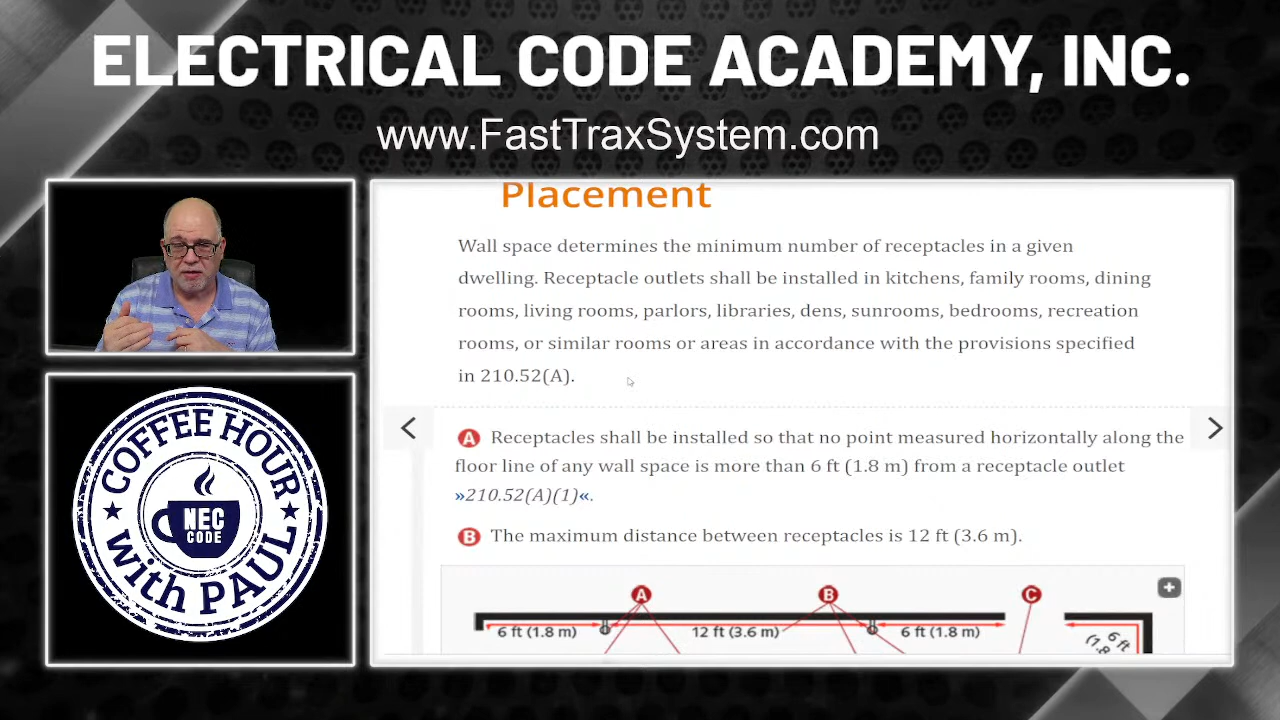 ELECTRICAL CODE ACADEMY, INC.
www.FastTraxSystem.com
Placement
Wall space determines the minimum number of receptacles in a given
dwelling. Receptacle outlets shall be installed in kitchens, family rooms, dining
rooms, living rooms, parlors, libraries, dens, sunrooms, bedrooms, recreation
rooms, or similar rooms or areas in accordance with the provisions specified
in 210.52(A).
A Receptacles shall be installed so that no point measured horizontally along the
floor line of any wall space is more than 6 ft (1.8 m) from a receptacle outlet
»210.52(A)(1)«.
B The maximum distance between receptacles is 12 ft (3.6 m).
A B C
6 ft (1.8 m) 12 ft (3.6 m) 6 ft (1.8 m) 6 ft
(1.8
COFFEE HOUR
NEC
CODE
with PAUL